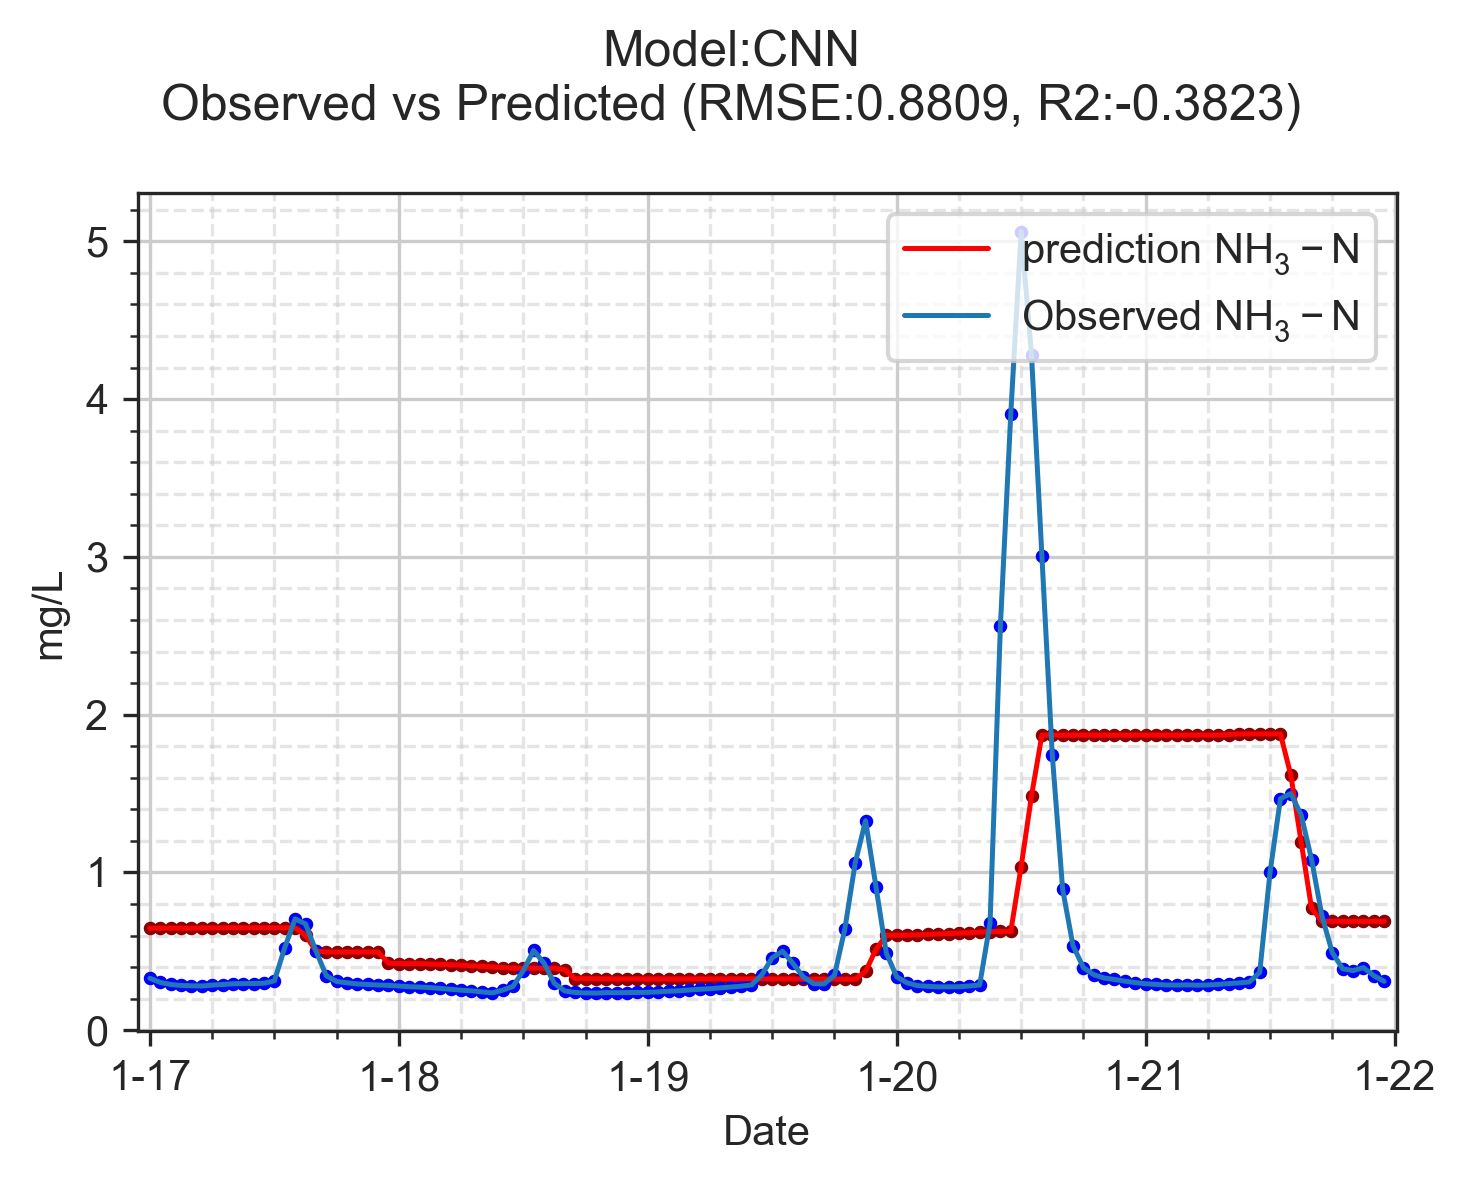 Model:CNN
Observed vs Predicted (RMSE:0.8809, R2:-0.3823)
prediction NH₃ − N
Observed NH₃ − N
5
4
3
2
1
0
mg/L
1-17 1-18 1-19 1-20 1-21 1-22
Date